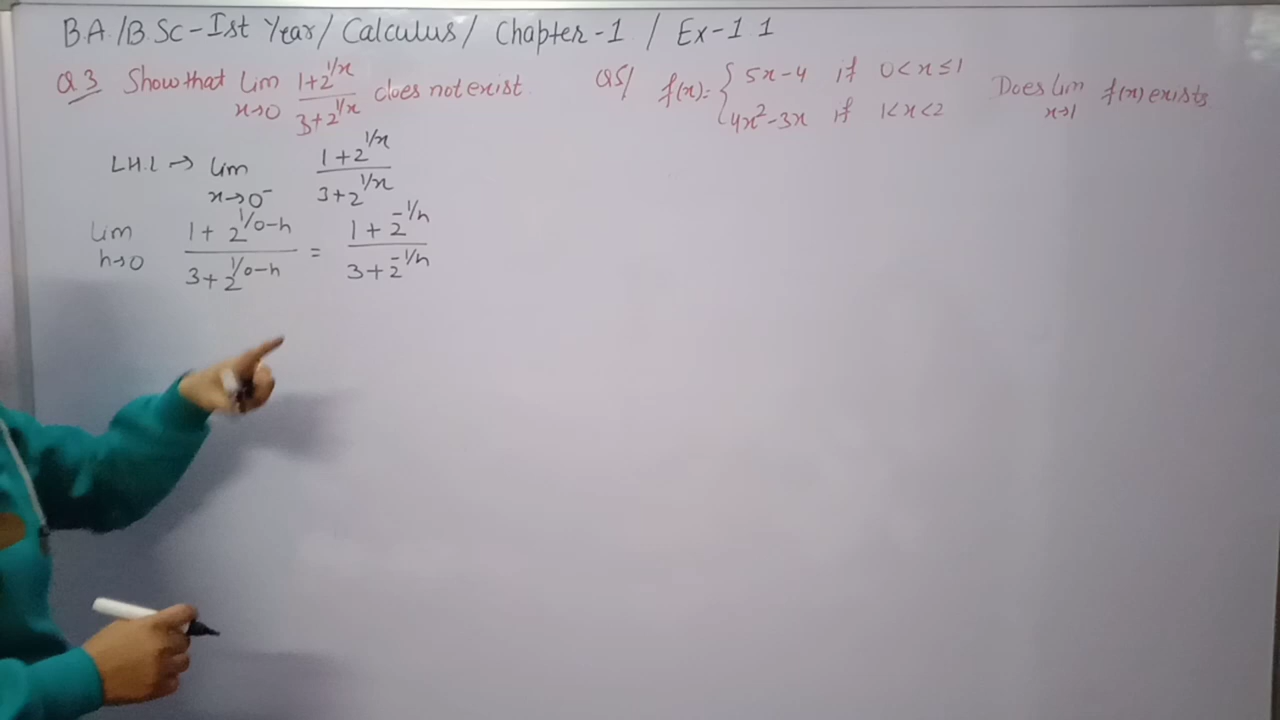 B.A./B.Sc-Ist Year/ Calculus/ Chapter-1 / Ex-1.1
Q3 Show that Lim x→0 (1+2^(1/x))/(3+2^(1/x)) does not exist
L.H.L → Lim x→0⁻ (1+2^(1/x))/(3+2^(1/x))
Lim h→0 (1+2^(1/0-h))/(3+2^(1/0-h)) = (1+2^(-1/h))/(3+2^(-1/h))
Q5/ f(x)= { 5x-4 if 0<x≤1
4x²-3x if 1<x<2
Does Lim x→1 f(x) exists